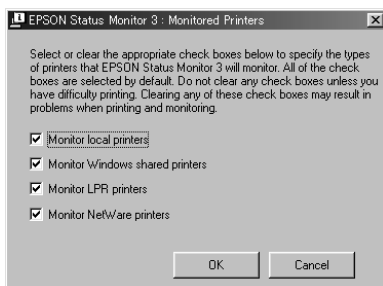 EPSON Status Monitor 3 : Monitored Printers
Select or clear the appropriate check boxes below to specify the types
of printers that EPSON Status Monitor 3 will monitor. All of the check
boxes are selected by default. Do not clear any check boxes unless you
have difficulty printing. Clearing any of these check boxes may result in
problems when printing and monitoring.
Monitor local printers
Monitor Windows shared printers
Monitor LPR printers
Monitor NetWare printers
OK
Cancel